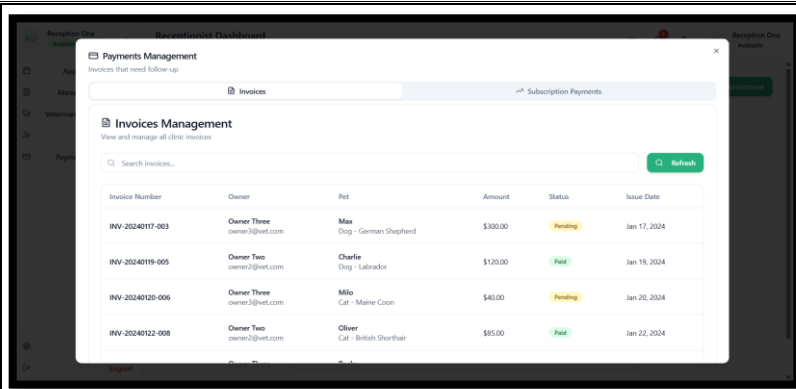 Reception One
Receptionist Dashboard
Reception One
Available
Payments Management
Invoices that need follow-up
Invoices
Subscription Payments
Invoices Management
View and manage all clinic invoices
Search invoices...
Refresh
Invoice Number Owner Pet Amount Status Issue Date
INV-20240117-003 Owner Three Max $300.00 Pending Jan 17, 2024
owner3@vet.com Dog - German Shepherd
INV-20240119-005 Owner Two Charlie $120.00 Paid Jan 19, 2024
owner2@vet.com Dog - Labrador
INV-20240120-006 Owner Three Milo $40.00 Pending Jan 20, 2024
owner3@vet.com Cat - Maine Coon
INV-20240122-008 Owner Two Oliver $85.00 Paid Jan 22, 2024
owner2@vet.com Cat - British Shorthair
Logout